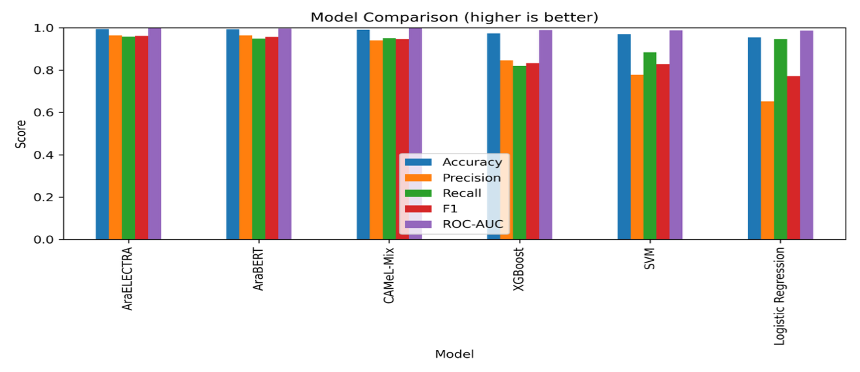 Model Comparison (higher is better)
1.0
0.8
0.6
0.4
0.2
0.0
Score
Accuracy
Precision
Recall
F1
ROC-AUC
AraELECTRA
AraBERT
CAMeL-Mix
XGBoost
SVM
Logistic Regression
Model